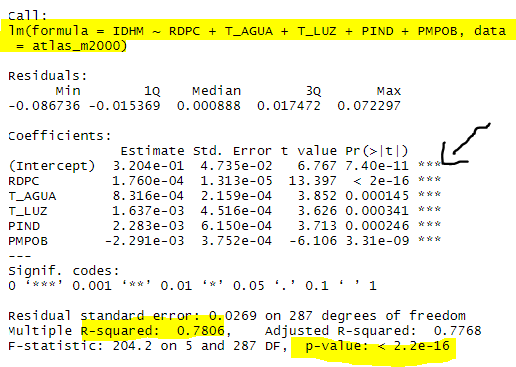 Call:
lm(formula = IDHM ~ RDPC + T_AGUA + T_LUZ + PIND + PMPOB, data
= atlas_m2000)
Residuals:
Min 1Q Median 3Q Max
-0.086736 -0.015369 0.000888 0.017472 0.072297
Coefficients:
Estimate Std. Error t value Pr(>|t|)
(Intercept) 3.204e-01 4.735e-02 6.767 7.40e-11 ***
RDPC 1.760e-04 1.313e-05 13.397 < 2e-16 ***
T_AGUA 8.316e-04 2.159e-04 3.852 0.000145 ***
T_LUZ 1.637e-03 4.516e-04 3.626 0.000341 ***
PIND 2.283e-03 6.150e-04 3.713 0.000246 ***
PMPOB -2.291e-03 3.752e-04 -6.106 3.31e-09 ***
---
Signif. codes:
0 ‘***’ 0.001 ‘**’ 0.01 ‘*’ 0.05 ‘.’ 0.1 ‘ ’ 1
Residual standard error: 0.0269 on 287 degrees of freedom
Multiple R-squared: 0.7806, Adjusted R-squared: 0.7768
F-statistic: 204.2 on 5 and 287 DF, p-value: < 2.2e-16